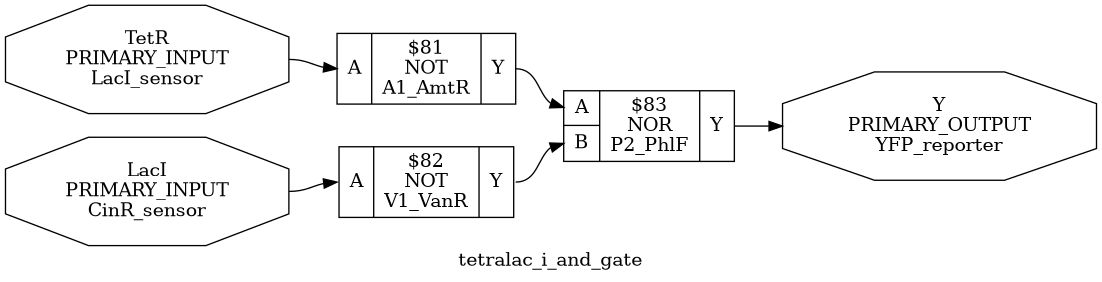 TetR
PRIMARY_INPUT
LacI_sensor
A
$81
NOT
A1_AmtR
Y
LacI
PRIMARY_INPUT
CinR_sensor
A
$82
NOT
V1_VanR
Y
A
B
$83
NOR
P2_PhlF
Y
Y
PRIMARY_OUTPUT
YFP_reporter
tetralac_i_and_gate